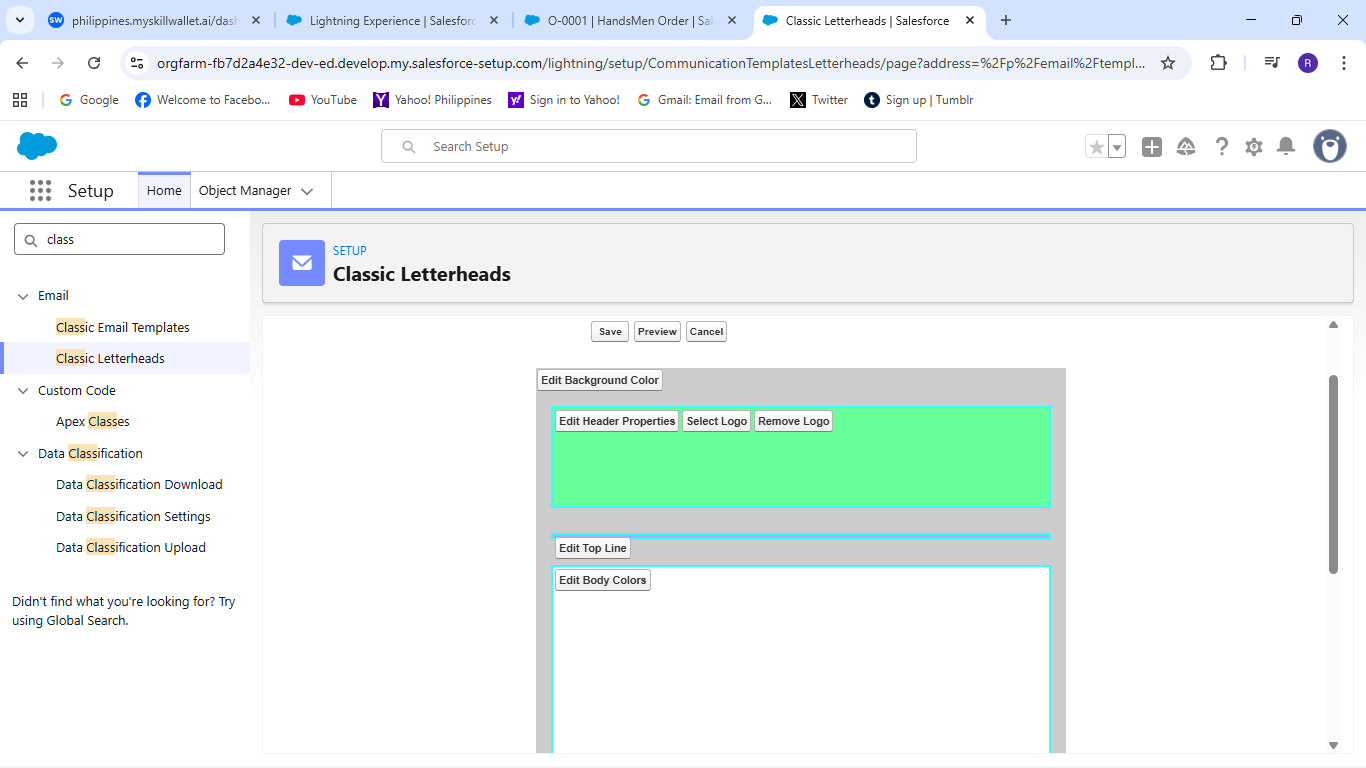 philippines.myskillwallet.ai/das
Lightning Experience | Salesforc
O-0001 | HandsMen Order | Sal
Classic Letterheads | Salesforce
orgfarm-fb7d2a4e32-dev-ed.develop.my.salesforce-setup.com/lightning/setup/CommunicationTemplatesLetterheads/page?address=%2Fp%2Femail%2Ftempl...
R
Google
Welcome to Facebo...
YouTube
Yahoo! Philippines
Sign in to Yahoo!
Gmail: Email from G...
Twitter
Sign up | Tumblr
Search Setup
Setup
Home
Object Manager
class
Email
Classic Email Templates
Classic Letterheads
Custom Code
Apex Classes
Data Classification
Data Classification Download
Data Classification Settings
Data Classification Upload
Didn't find what you're looking for? Try
using Global Search.
SETUP
Classic Letterheads
Save
Preview
Cancel
Edit Background Color
Edit Header Properties
Select Logo
Remove Logo
Edit Top Line
Edit Body Colors